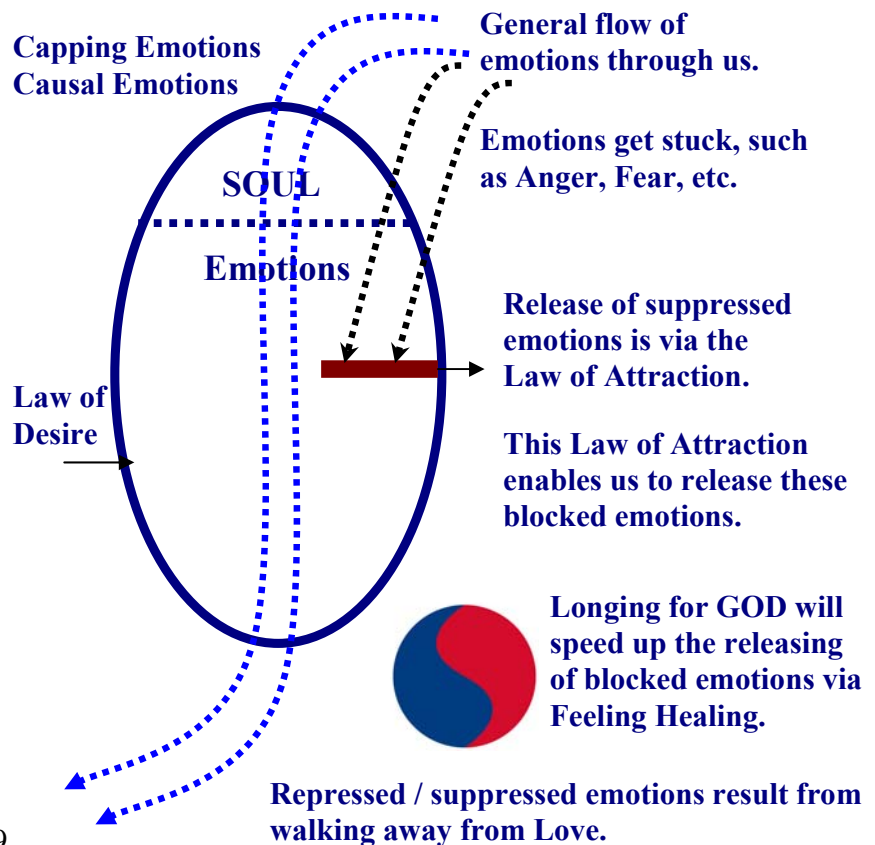 Capping Emotions
Causal Emotions
General flow of
emotions through us.
Emotions get stuck, such
as Anger, Fear, etc.
SOUL
Emotions
Release of suppressed
emotions is via the
Law of Attraction.
Law of
Desire
This Law of Attraction
enables us to release these
blocked emotions.
Longing for GOD will
speed up the releasing
of blocked emotions via
Feeling Healing.
Repressed / suppressed emotions result from
walking away from Love.